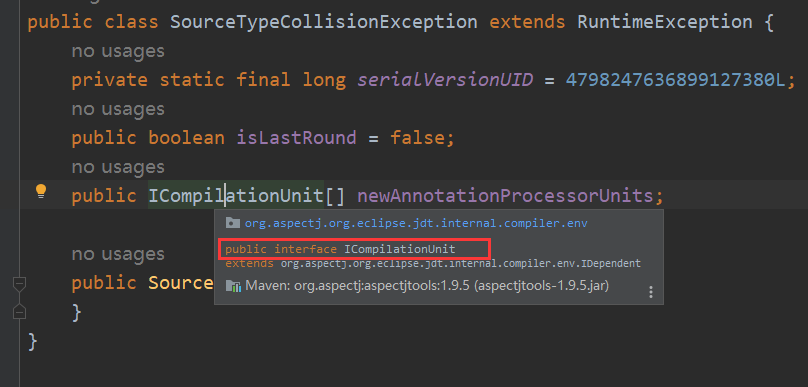 public class SourceTypeCollisionException extends RuntimeException {
no usages
private static final long serialVersionUID = 4798247636899127380L;
no usages
public boolean isLastRound = false;
no usages
public ICompilationUnit[] newAnnotationProcessorUnits;
org.aspectj.org.eclipse.jdt.internal.compiler.env
public interface ICompilationUnit
extends org.aspectj.org.eclipse.jdt.internal.compiler.env.IDependent
Maven: org.aspectj:aspectjtools:1.9.5 (aspectjtools-1.9.5.jar)
no usages
public Source
}
}